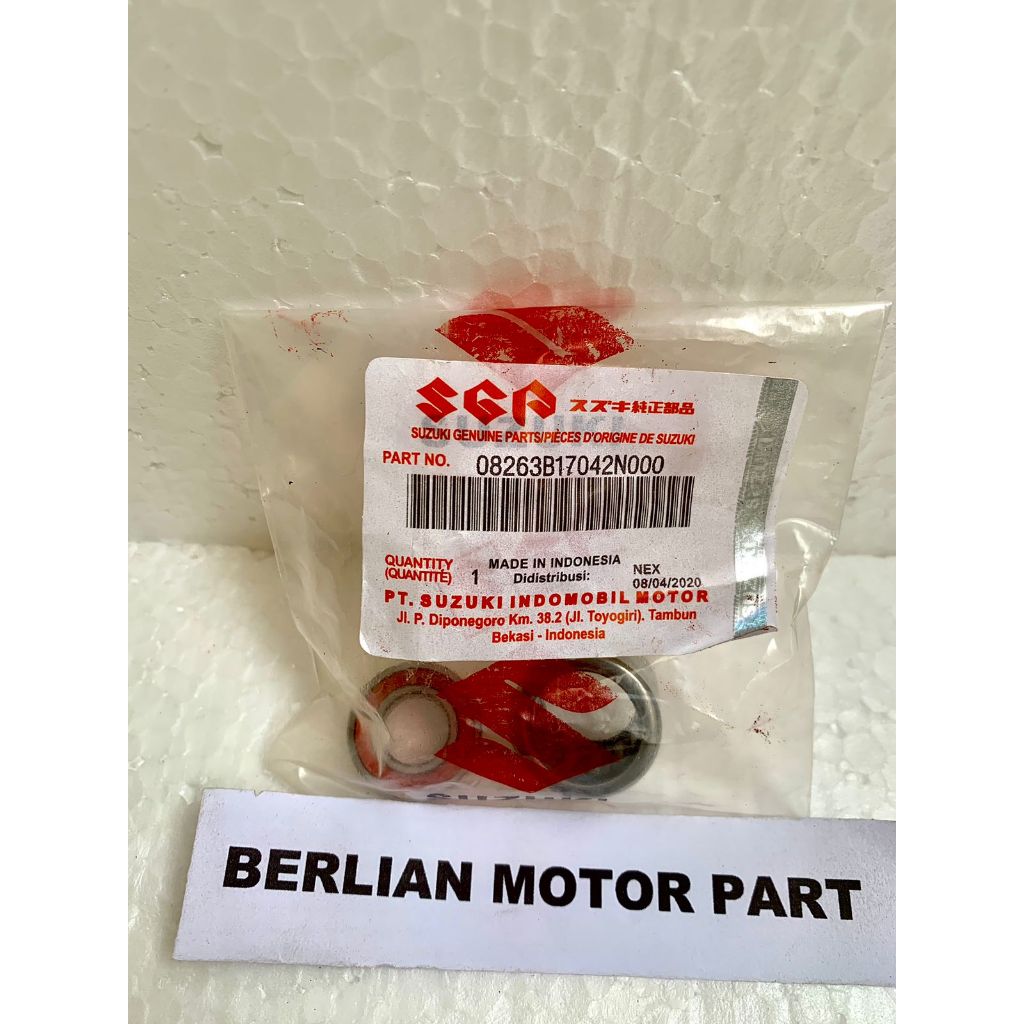 SGP スズキ純正部品
SUZUKI GENUINE PARTS/PIÈCES D'ORIGINE DE SUZUKI
PART NO. 08263B17042N000
QUANTITY
(QUANTITÉ) 1
MADE IN INDONESIA
Didistribusi:
NEX
08/04/2020
PT. SUZUKI INDOMOBIL MOTOR
Jl. P. Diponegoro Km. 38.2 (Jl. Toyogiri). Tambun
Bekasi - Indonesia
SUZUKI
BERLIAN MOTOR PART